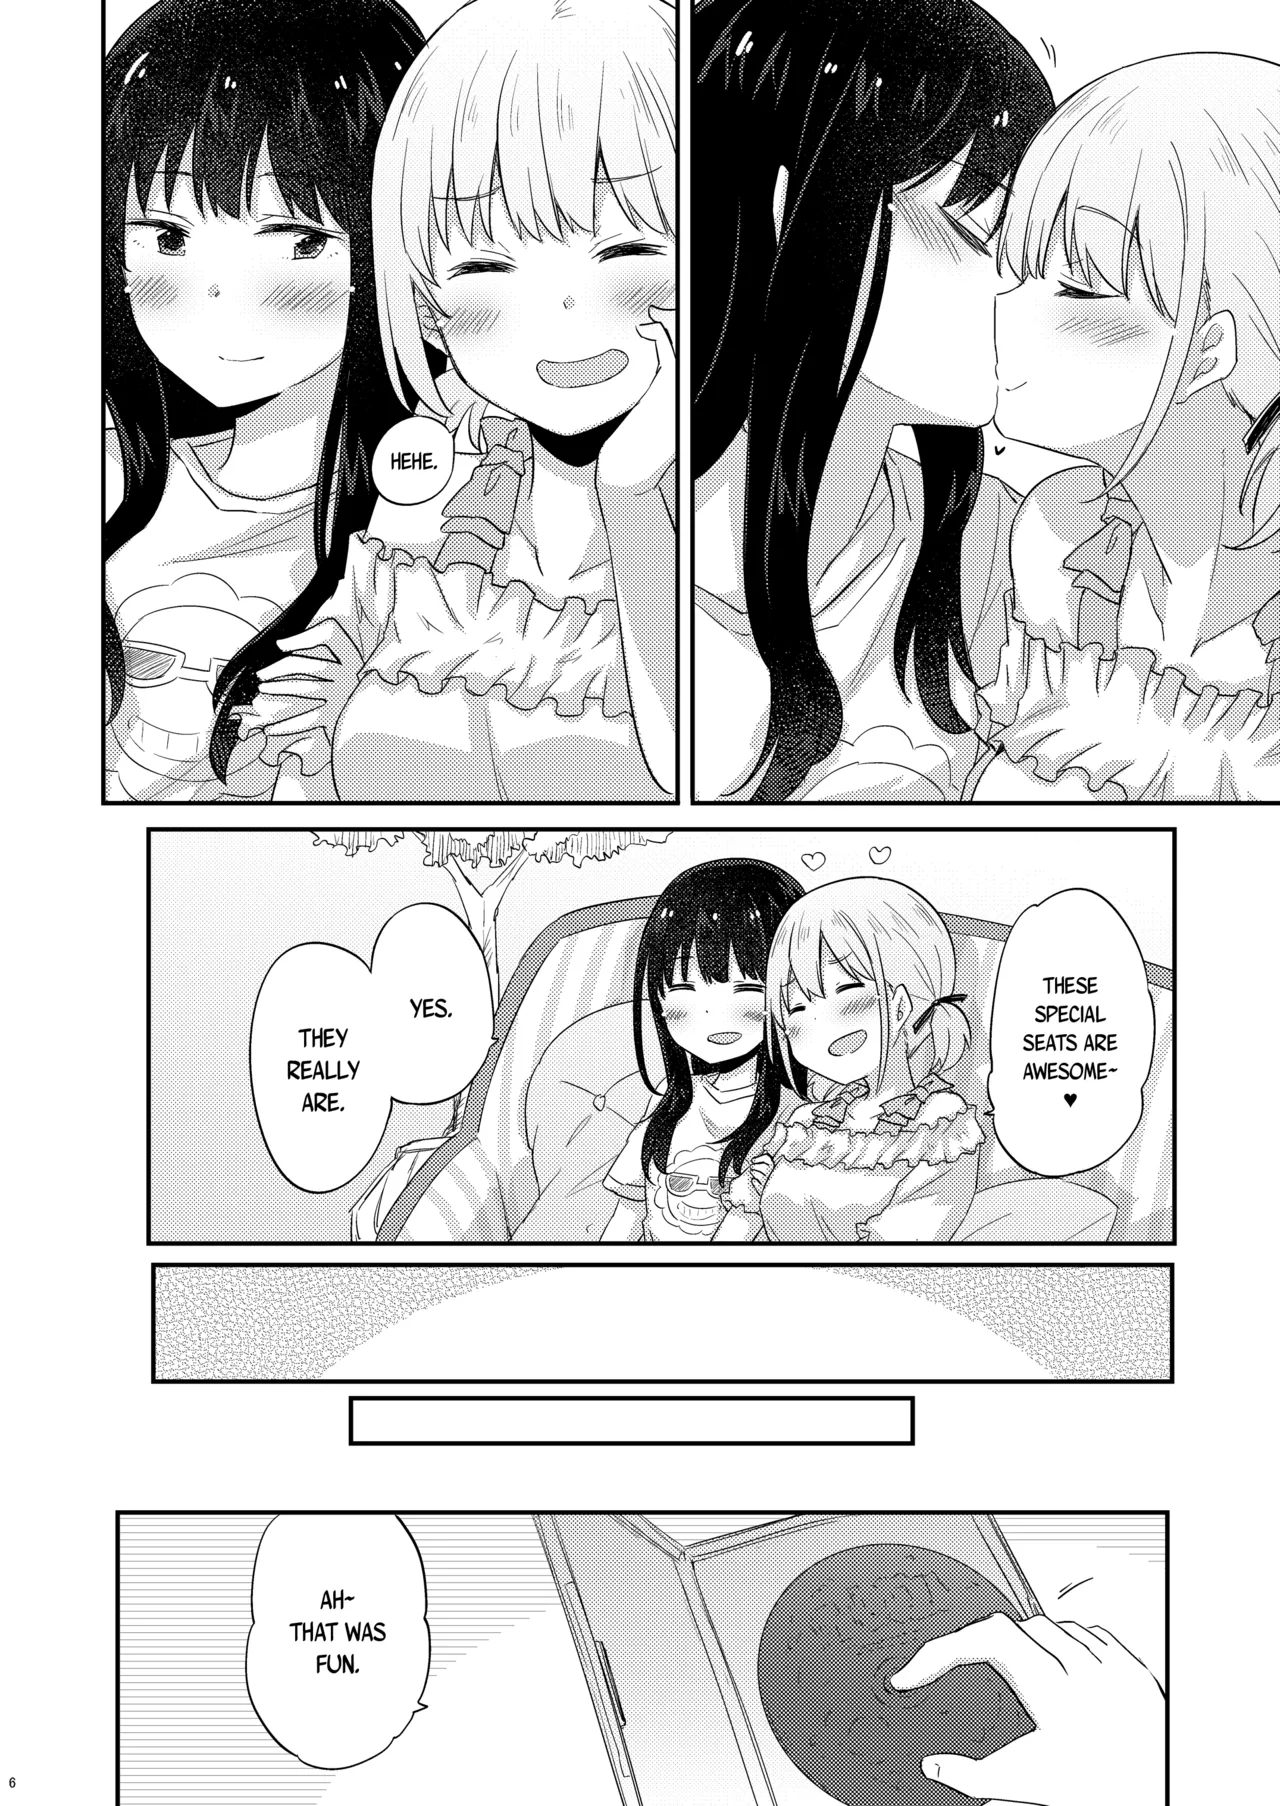 HEHE.
THESE
SPECIAL
SEATS ARE
AWESOME~
♥
YES.
THEY
REALLY
ARE.
AH~
THAT WAS
FUN.
6